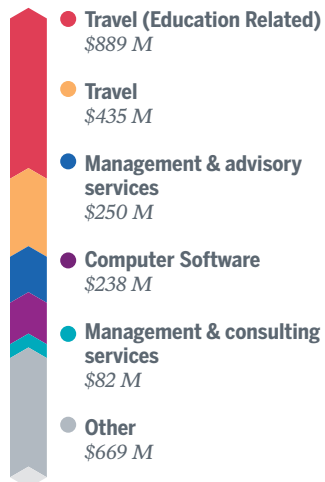 Travel (Education Related)
$889 M
Travel
$435 M
Management & advisory
services
$250 M
Computer Software
$238 M
Management & consulting
services
$82 M
Other
$669 M